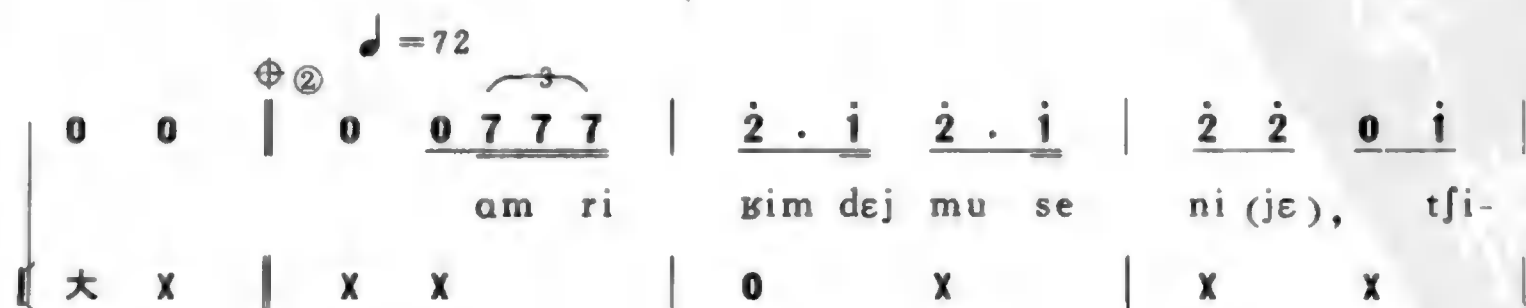 ♩=72
⊕ ②
3
0 0 ‖ 0 0 7 7 7 | 2̇ . 1̇ 2̇ . 1̇ | 2̇ 2̇ 0 1̇ |
ɑm ri ʁim dɛj mu se ni (jɛ), tʃi-
大 X ‖ X X | 0 X | X X |